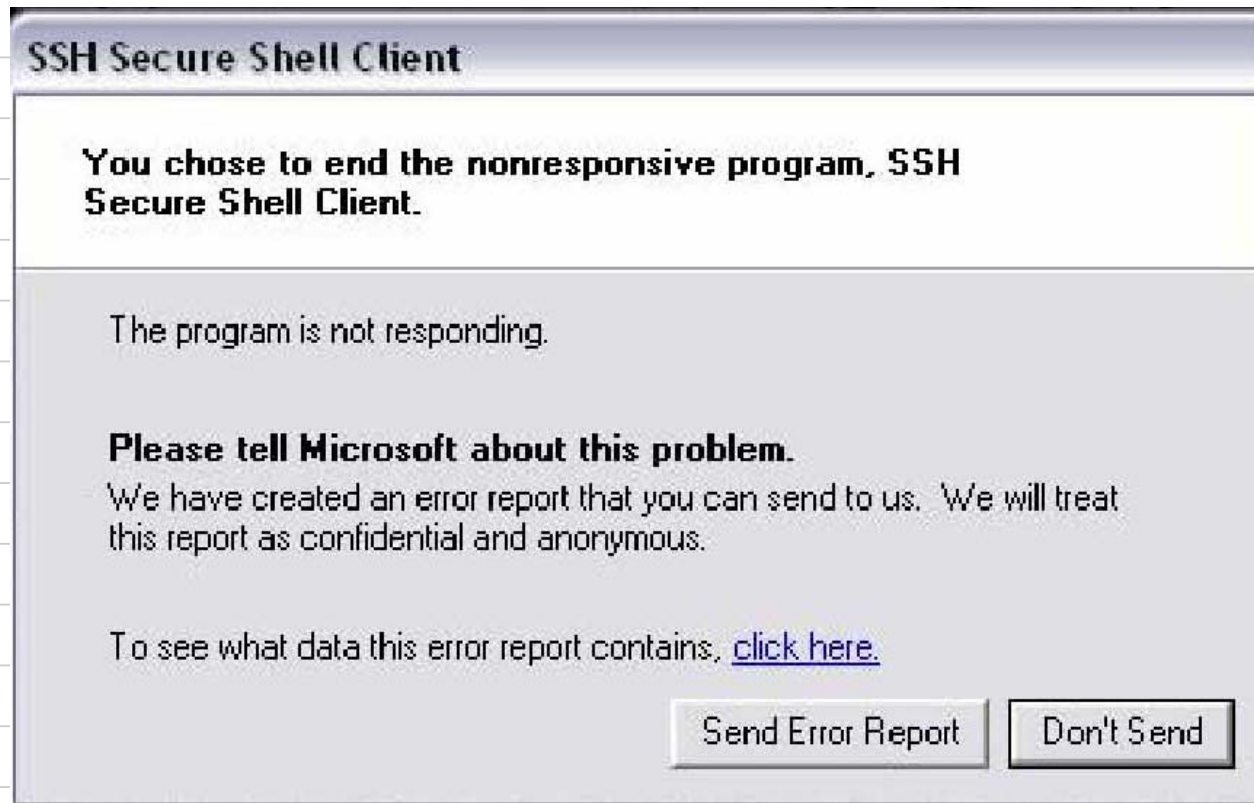 SSH Secure Shell Client
You chose to end the nonresponsive program, SSH
Secure Shell Client.
The program is not responding.
Please tell Microsoft about this problem.
We have created an error report that you can send to us. We will treat
this report as confidential and anonymous.
To see what data this error report contains, click here.
Send Error Report
Don't Send